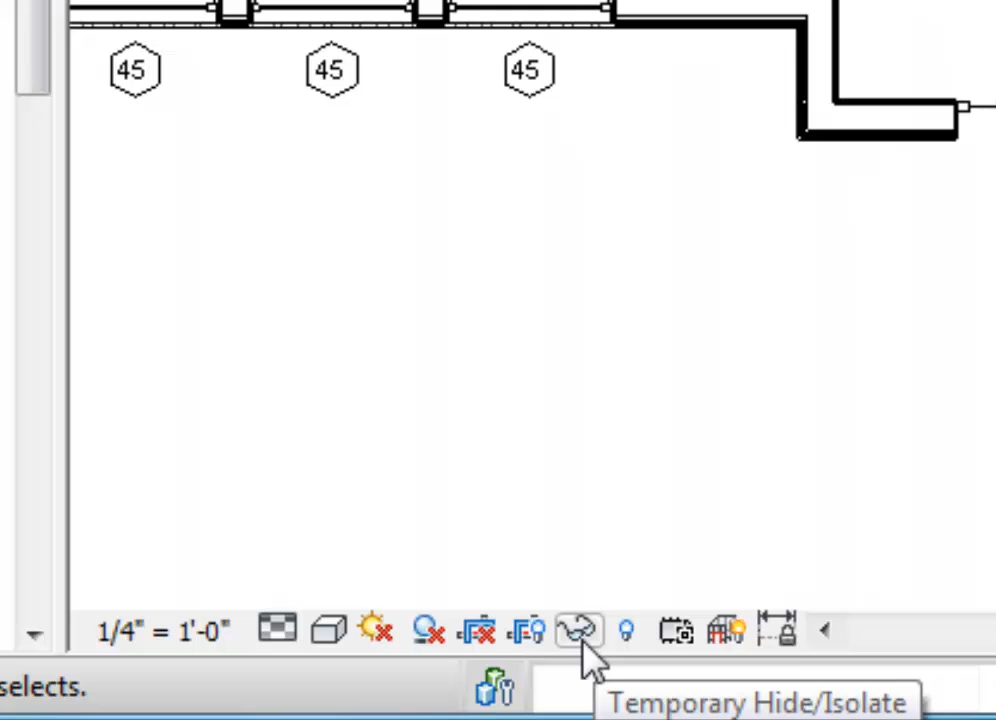 45 45 45
1/4" = 1'-0"
selects.
Temporary Hide/Isolate